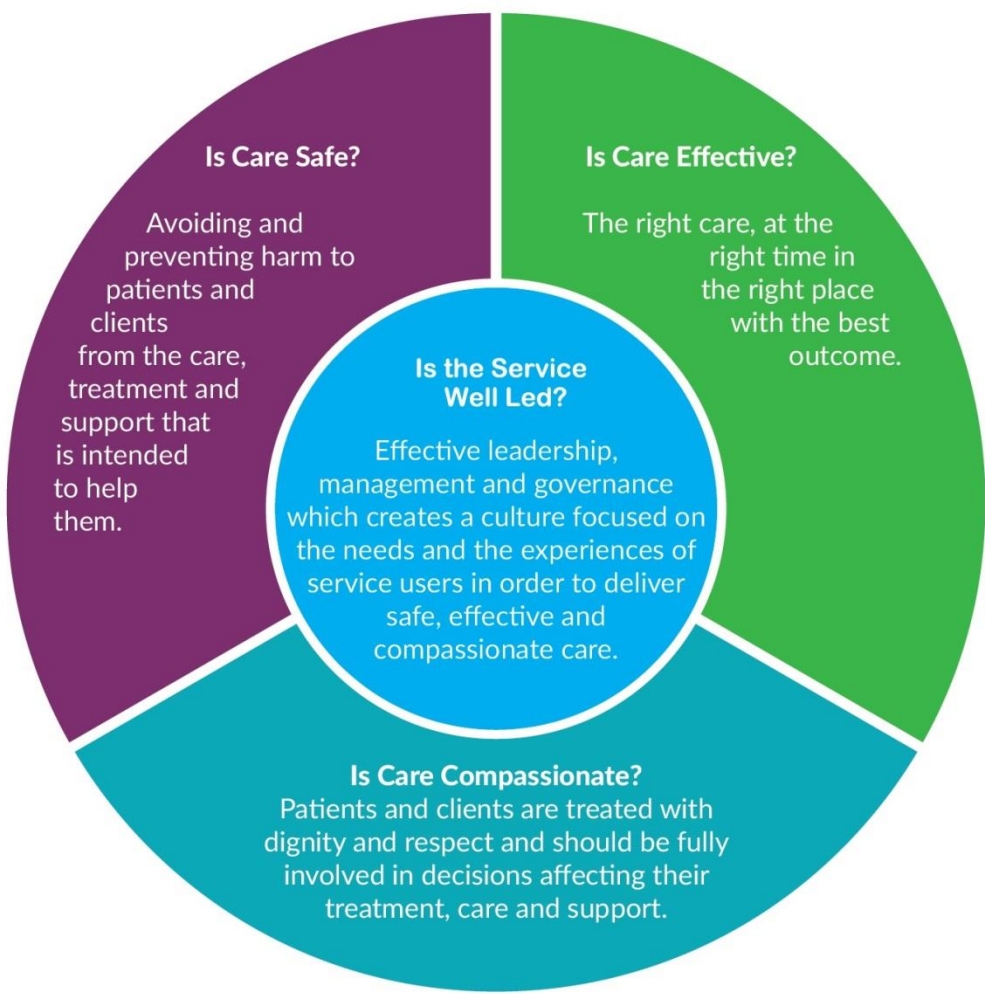 Is Care Safe?
Avoiding and
preventing harm to
patients and
clients
from the care,
treatment and
support that
is intended
to help
them.
Is Care Effective?
The right care, at the
right time in
the right place
with the best
outcome.
Is the Service
Well Led?
Effective leadership,
management and governance
which creates a culture focused on
the needs and the experiences of
service users in order to deliver
safe, effective and
compassionate care.
Is Care Compassionate?
Patients and clients are treated with
dignity and respect and should be fully
involved in decisions affecting their
treatment, care and support.